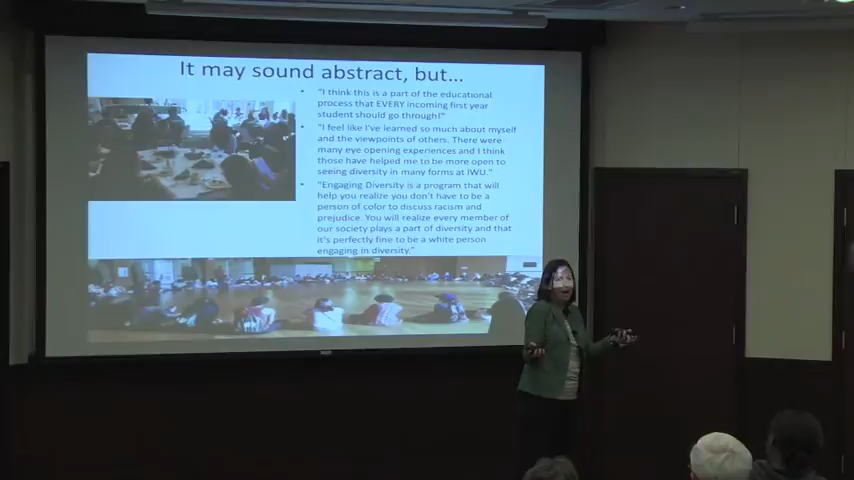 It may sound abstract, but...
• "I think this is a part of the educational
process that EVERY incoming first year
student should go through!"
• "I feel like I've learned so much about myself
and the viewpoints of others. There were
many eye opening experiences and I think
those have helped me to be more open to
seeing diversity in many forms at IWU."
• "Engaging Diversity is a program that will
help you realize you don't have to be a
person of color to discuss racism and
prejudice. You will realize every member of
our society plays a part of diversity and that
it's perfectly fine to be a white person
engaging in diversity."